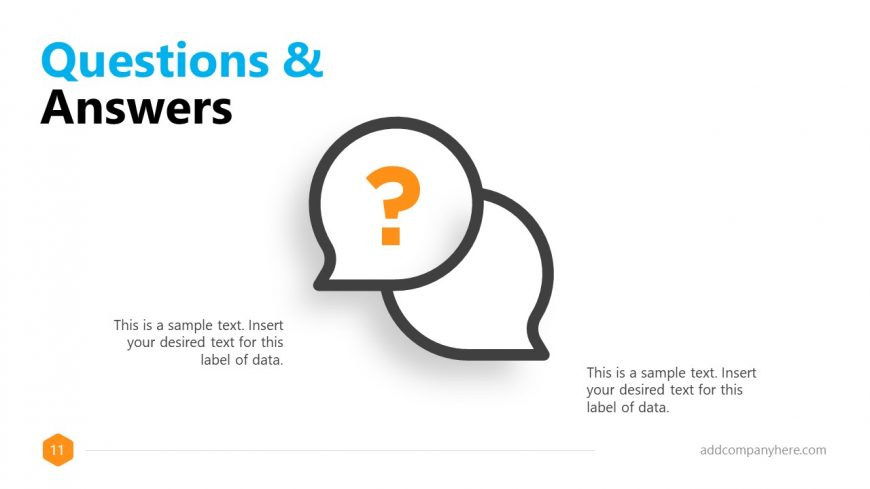 Questions &
Answers
?
This is a sample text. Insert
your desired text for this
label of data.
This is a sample text. Insert
your desired text for this
label of data.
11
addcompanyhere.com